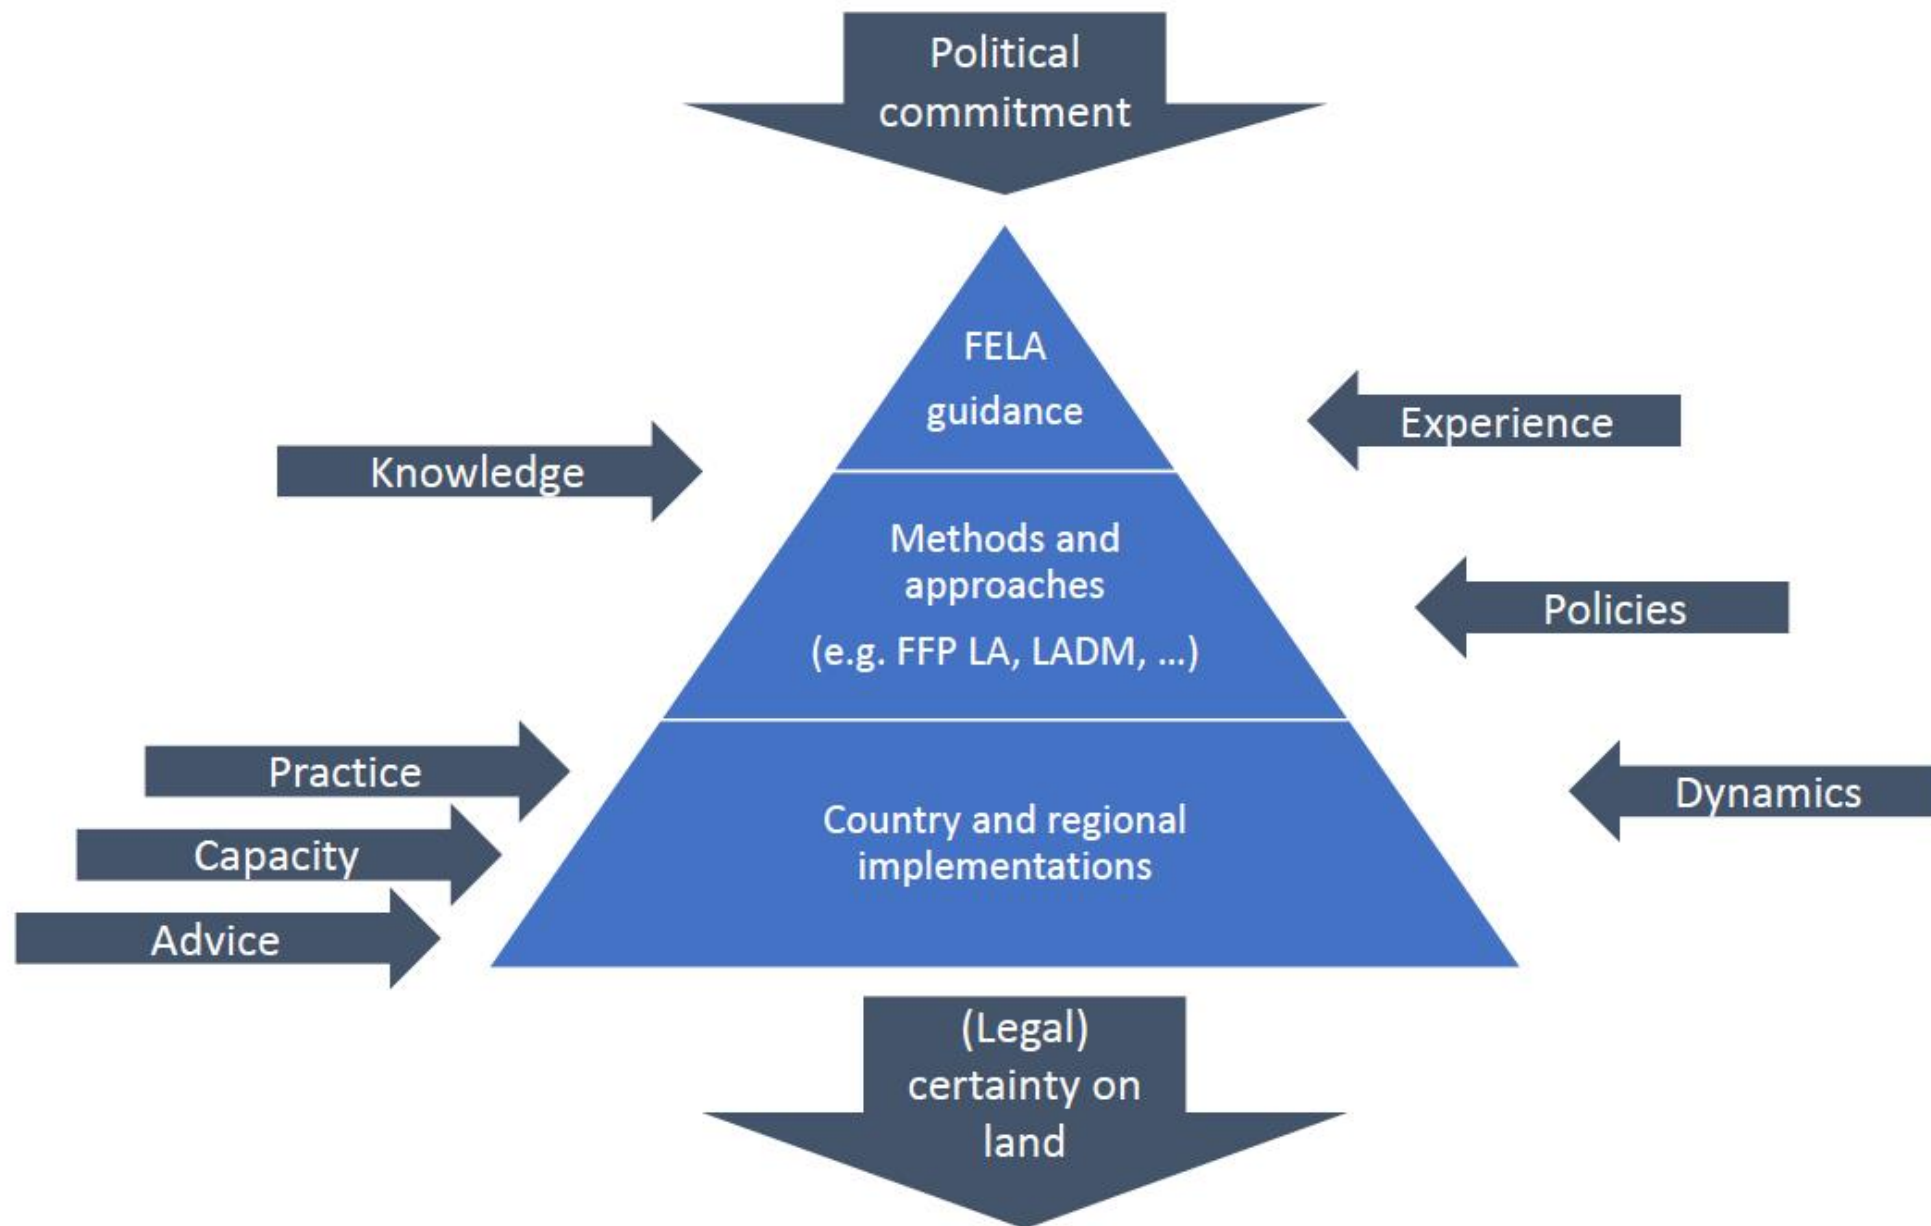 Political
commitment
FELA
guidance
Experience
Knowledge
Methods and
approaches
(e.g. FFP LA, LADM, ...)
Policies
Practice
Dynamics
Country and regional
implementations
Capacity
Advice
(Legal)
certainty on
land